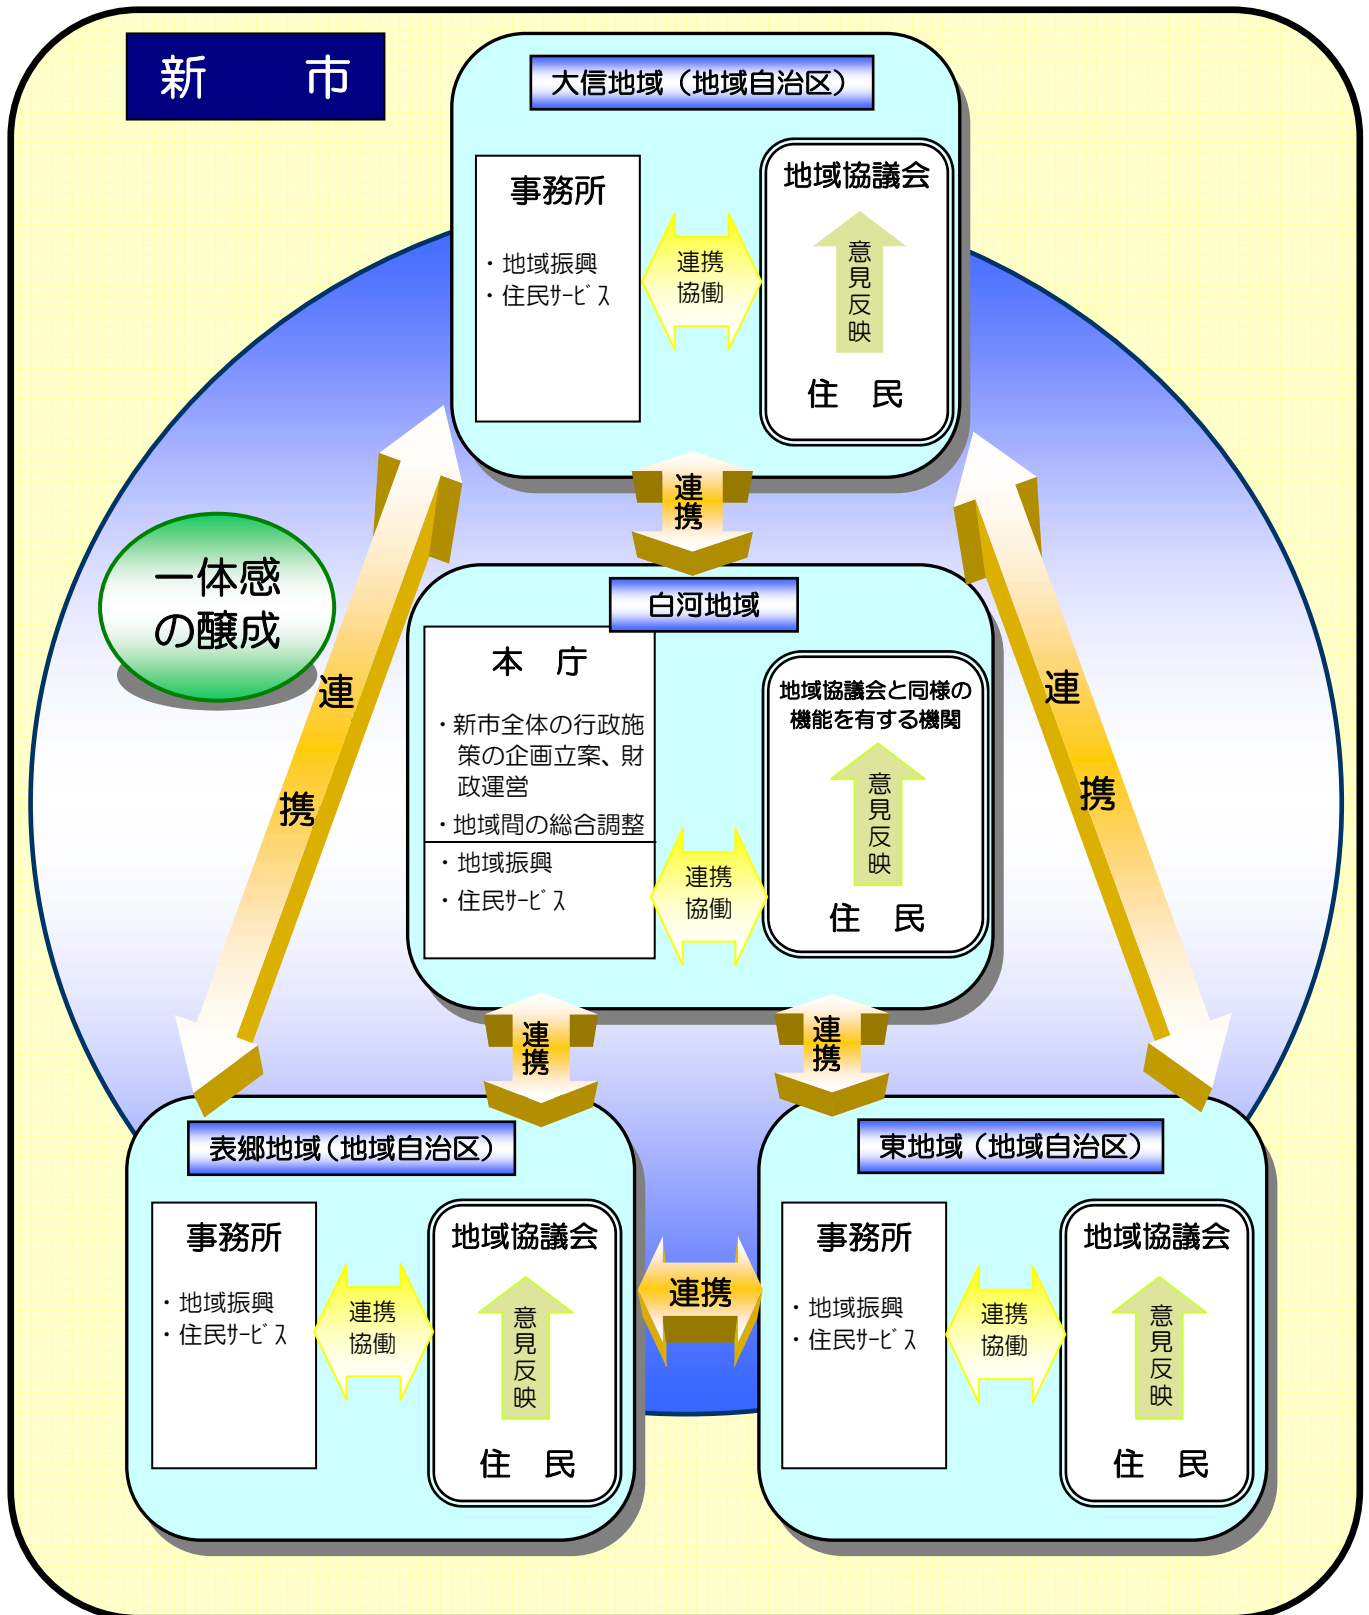 新　市
大信地域（地域自治区）
事務所
・地域振興
・住民ｻｰﾋﾞｽ
連携
協働
地域協議会
意見反映
住　民
連携
一体感
の醸成
連携
連携
白河地域
本　庁
・新市全体の行政施
策の企画立案、財
政運営
・地域間の総合調整
・地域振興
・住民ｻｰﾋﾞｽ
連携
協働
地域協議会と同様の
機能を有する機関
意見反映
住　民
連携
連携
表郷地域（地域自治区）
事務所
・地域振興
・住民ｻｰﾋﾞｽ
連携
協働
地域協議会
意見反映
住　民
連携
東地域（地域自治区）
事務所
・地域振興
・住民ｻｰﾋﾞｽ
連携
協働
地域協議会
意見反映
住　民